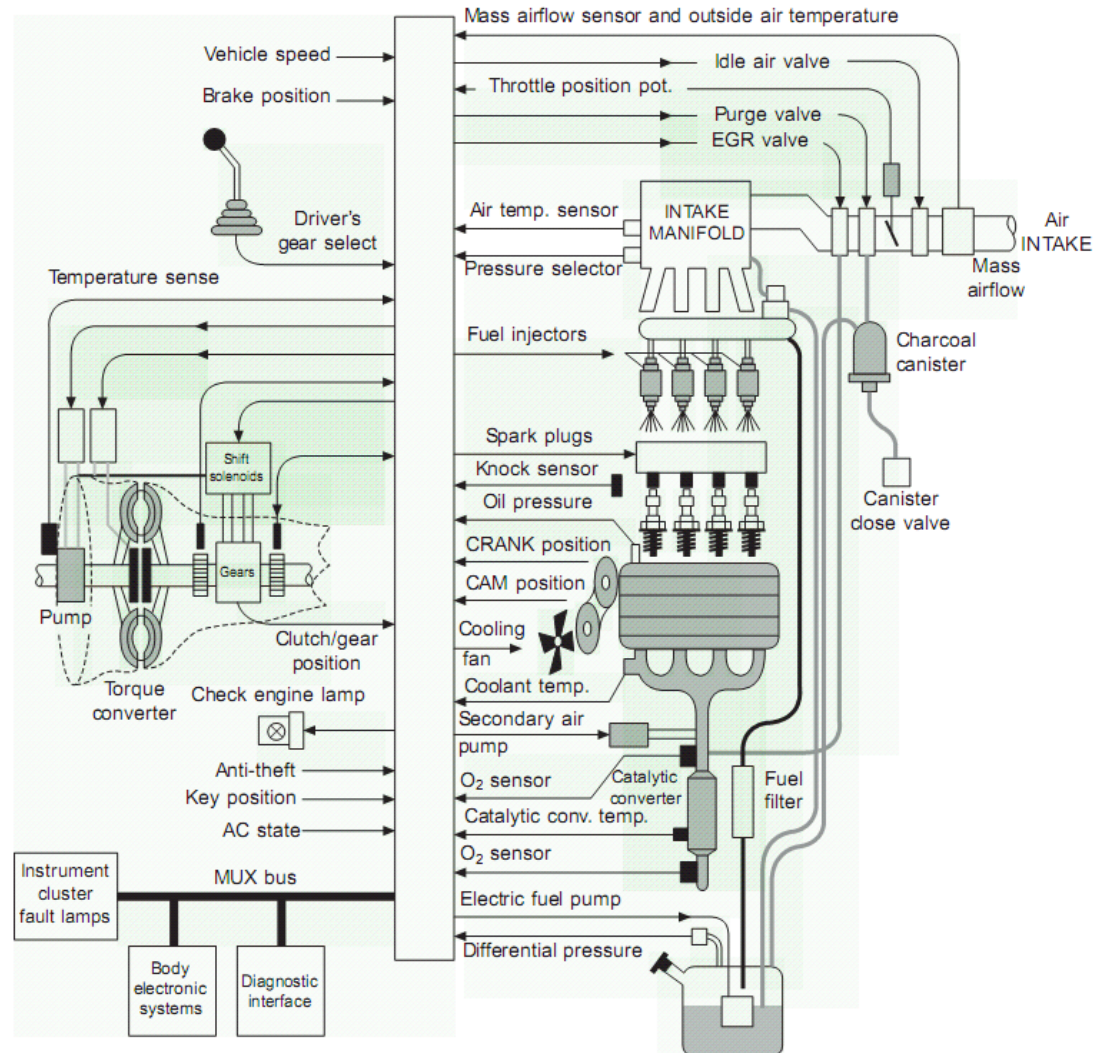 Mass airflow sensor and outside air temperature
Vehicle speed
Idle air valve
Brake position
Throttle position pot.
Purge valve
EGR valve
Driver's
gear select
Air temp. sensor
INTAKE
MANIFOLD
Air
INTAKE
Pressure selector
Mass
airflow
Temperature sense
Fuel injectors
Charcoal
canister
Shift
solenoids
Spark plugs
Knock sensor
Oil pressure
Canister
close valve
CRANK position
CAM position
Gears
Pump
Clutch/gear
position
Cooling
fan
Torque
converter
Coolant temp.
Check engine lamp
Secondary air
pump
Anti-theft
O2 sensor
Catalytic
converter
Fuel
filter
Key position
Catalytic conv. temp.
AC state
O2 sensor
Instrument
cluster
fault lamps
MUX bus
Electric fuel pump
Differential pressure
Body
electronic
systems
Diagnostic
interface